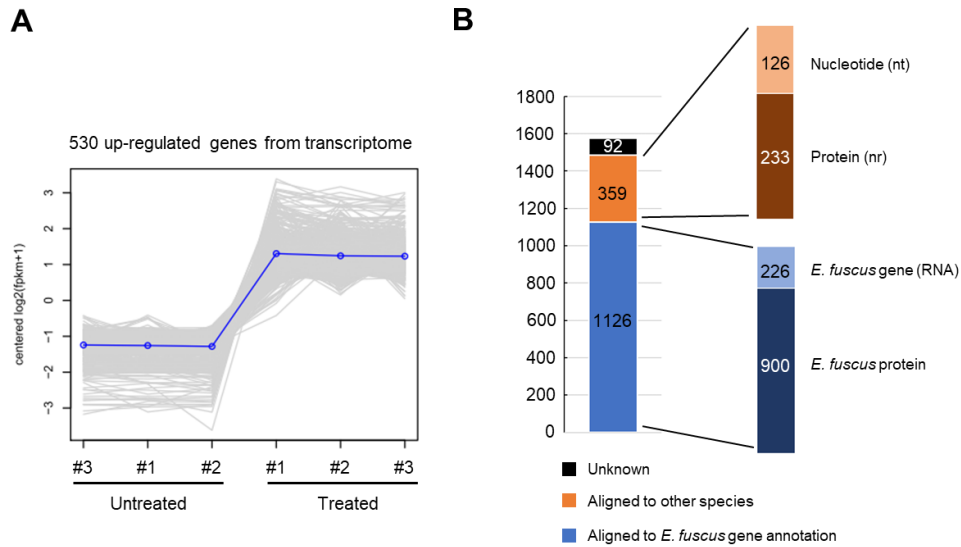 A
530 up-regulated genes from transcriptome
centered log2(fpkm+1)
3
2
1
0
-1
-2
-3
#3 #1 #2 #1 #2 #3
Untreated Treated
B
1800
1600
1400
1200
1000
800
600
400
200
0
92
359
1126
126
233
226
900
Nucleotide (nt)
Protein (nr)
E. fuscus gene (RNA)
E. fuscus protein
Unknown
Aligned to other species
Aligned to E. fuscus gene annotation